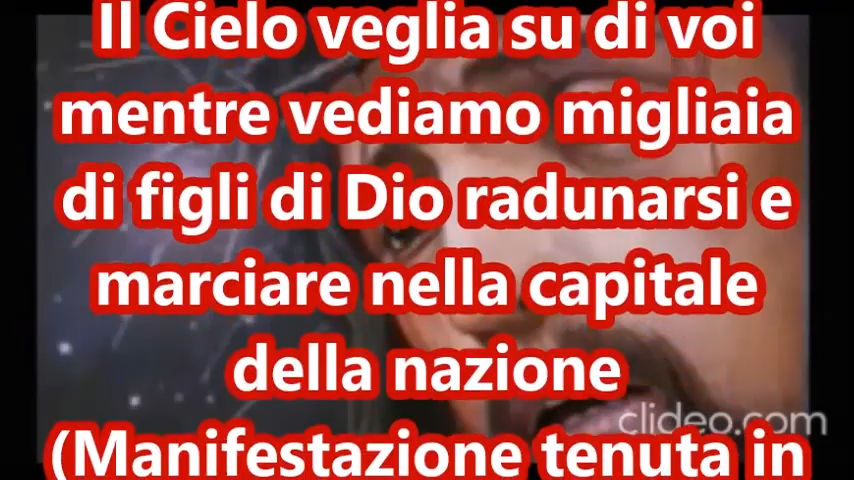 Il Cielo veglia su di voi
mentre vediamo migliaia
di figli di Dio radunarsi e
marciare nella capitale
della nazione
clideo.com
(Manifestazione tenuta in